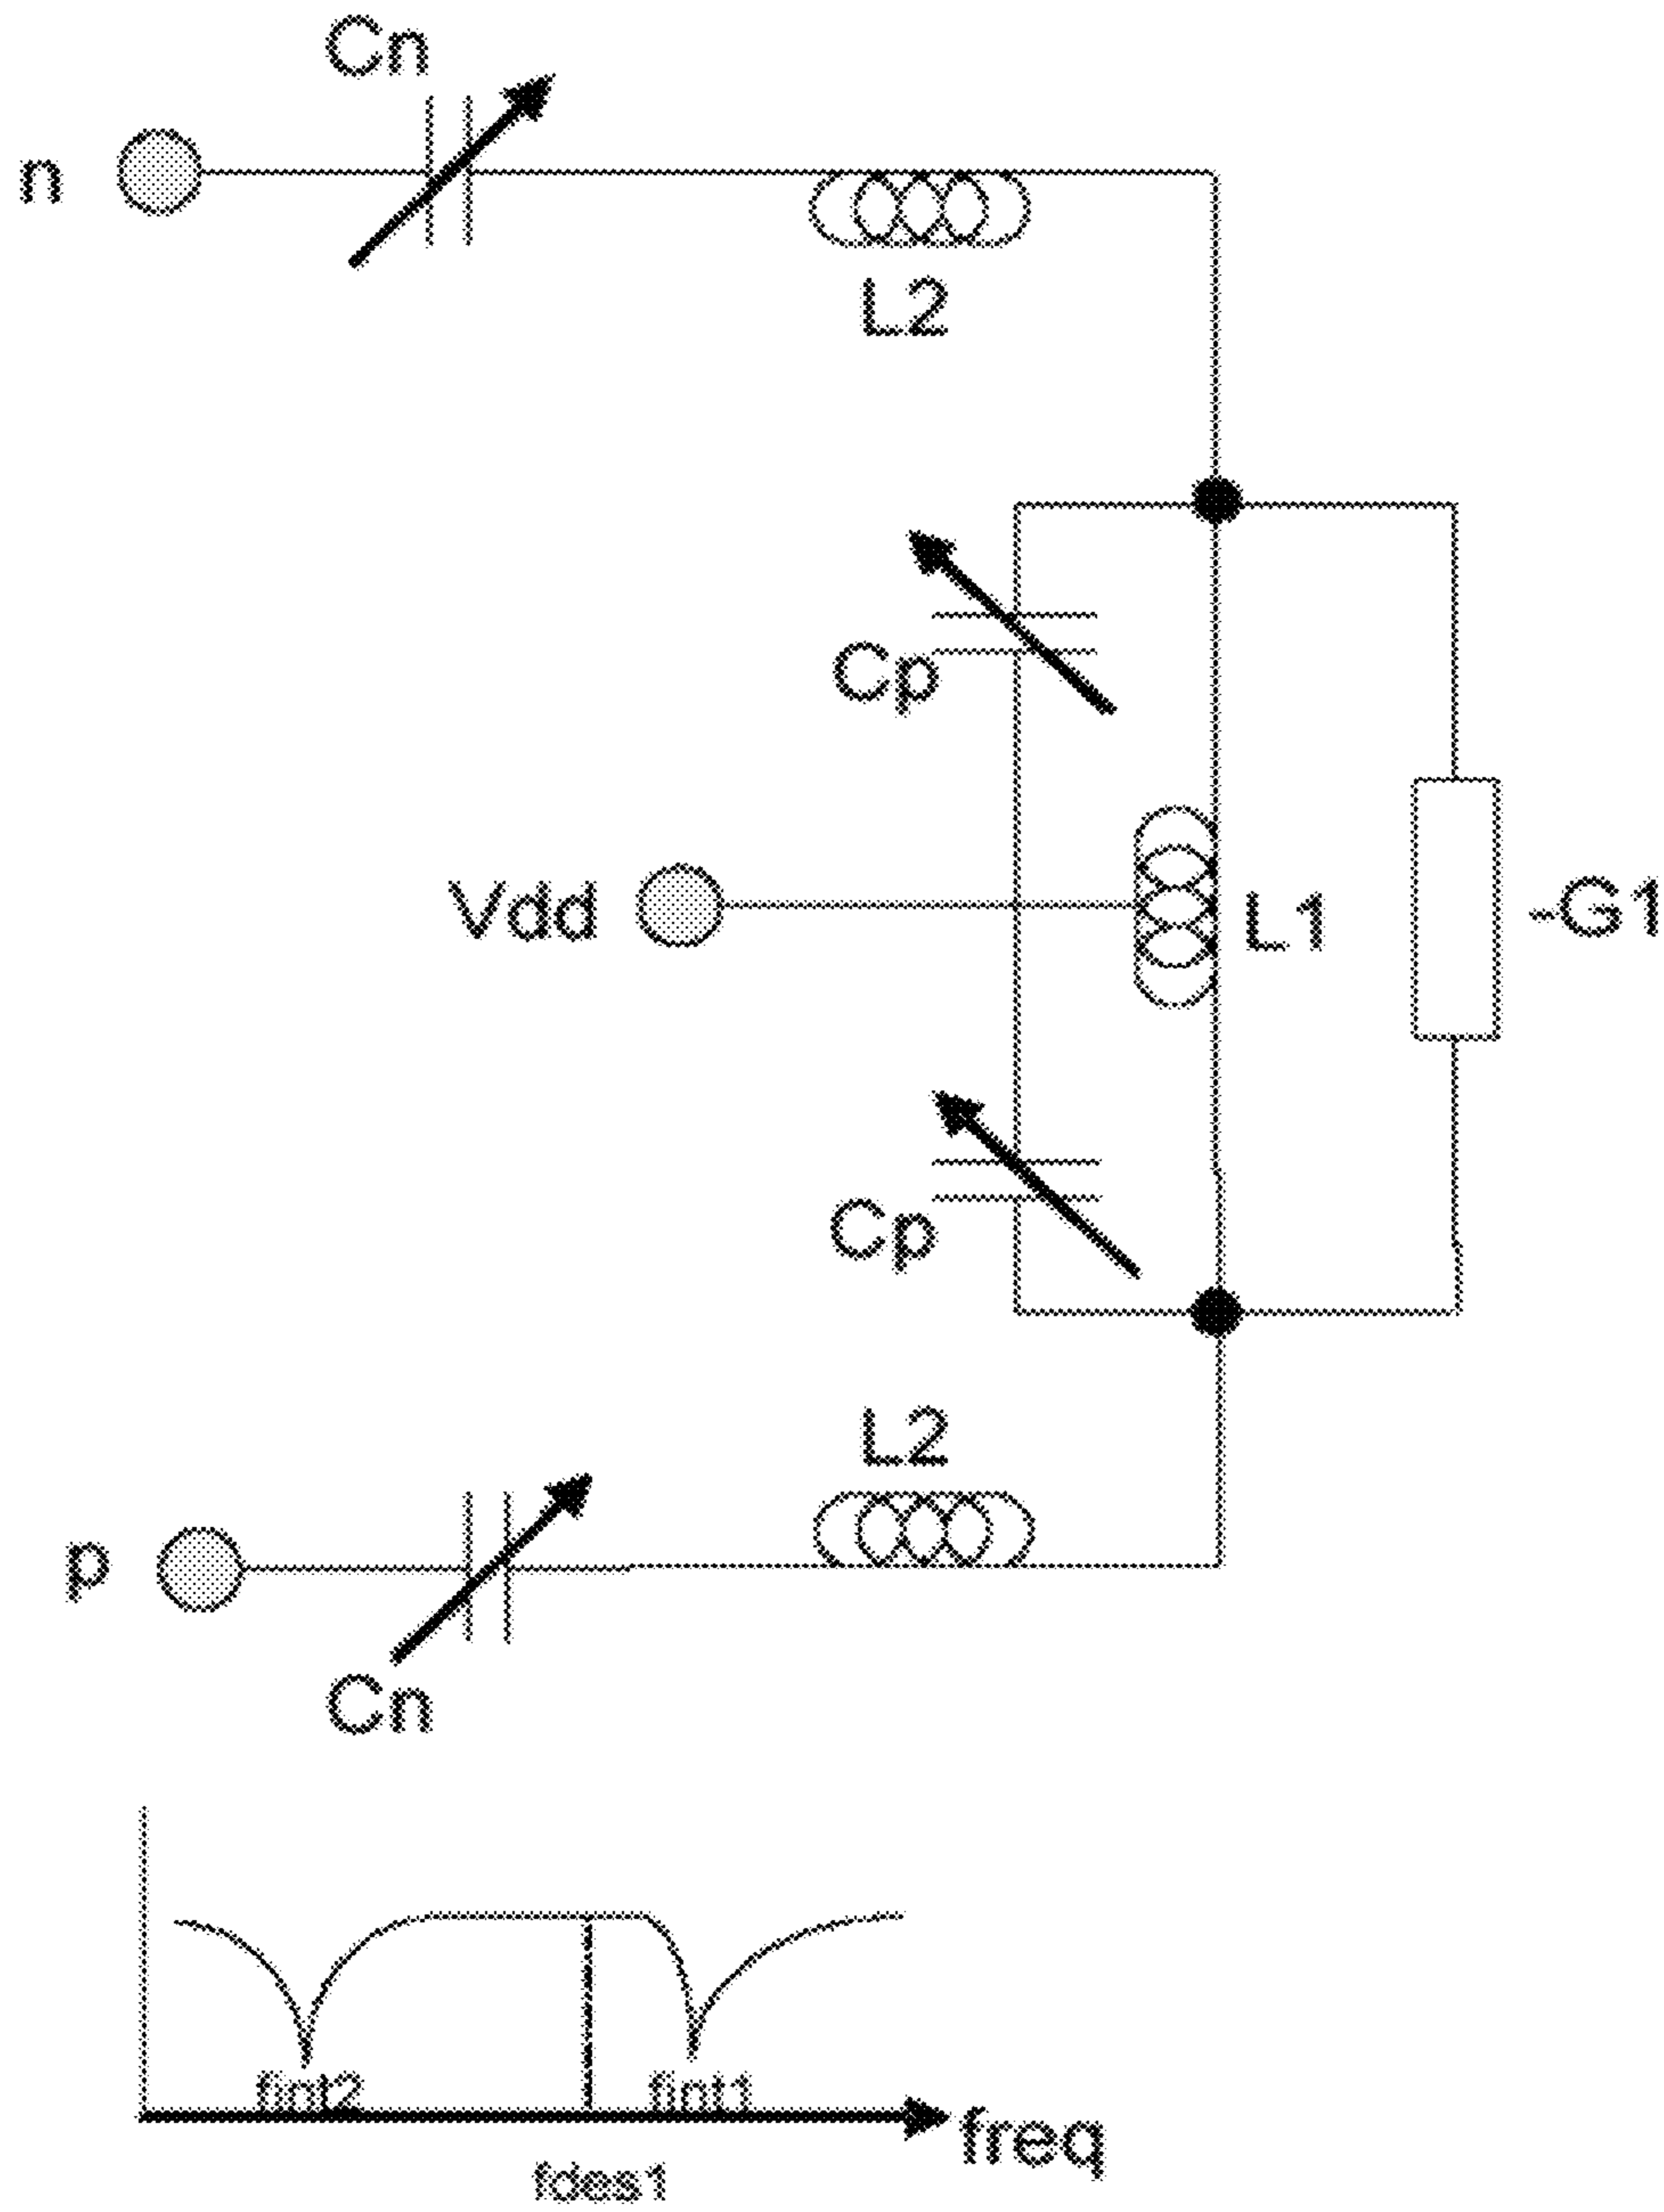 Cn
n
L2
Cp
Vdd
L1
-G1
Cp
L2
p
Cn
fint2
fint1
freq
fdes1